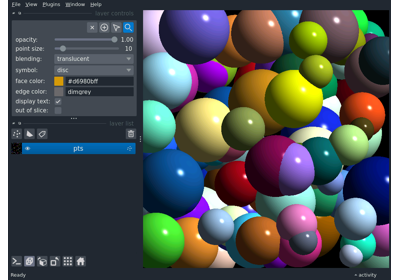 File View Plugins Window Help
layer controls
opacity: 1.00
point size: 10
blending: translucent
symbol: disc
face color: #d6980bff
edge color: dimgrey
display text:
out of slice:
layer list
pts
Ready
activity